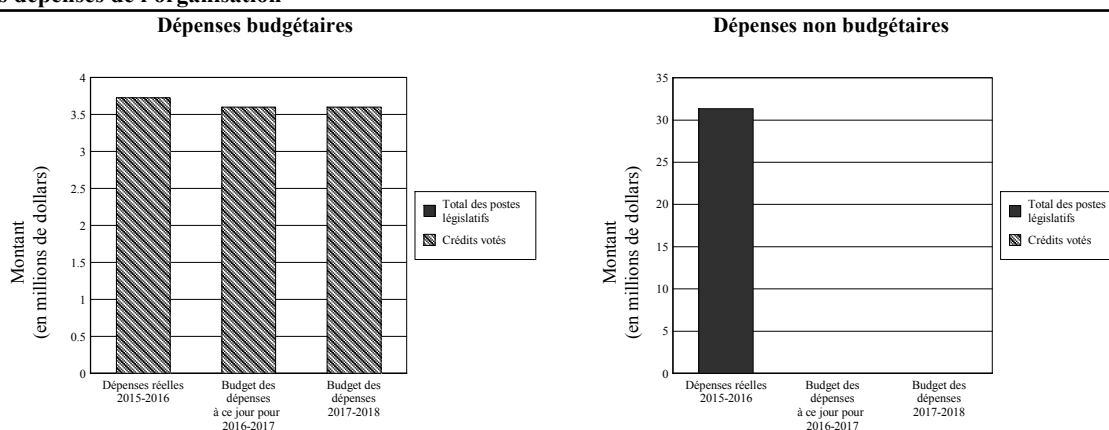 dépenses de l'organisation
Dépenses budgétaires
Montant
(en millions de dollars)
4
3.5
3
2.5
2
1.5
1
0.5
0
Dépenses réelles
2015-2016
Budget des
dépenses
à ce jour pour
2016-2017
Budget des
dépenses
2017-2018
Total des postes
législatifs
Crédits votés
Dépenses non budgétaires
Montant
(en millions de dollars)
35
30
25
20
15
10
5
0
Dépenses réelles
2015-2016
Budget des
dépenses
à ce jour pour
2016-2017
Budget des
dépenses
2017-2018
Total des postes
législatifs
Crédits votés